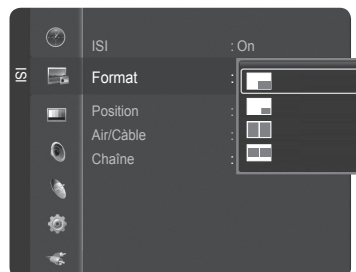 ISI
ISI : On
Format :
Position :
Air/Câble :
Chaîne :